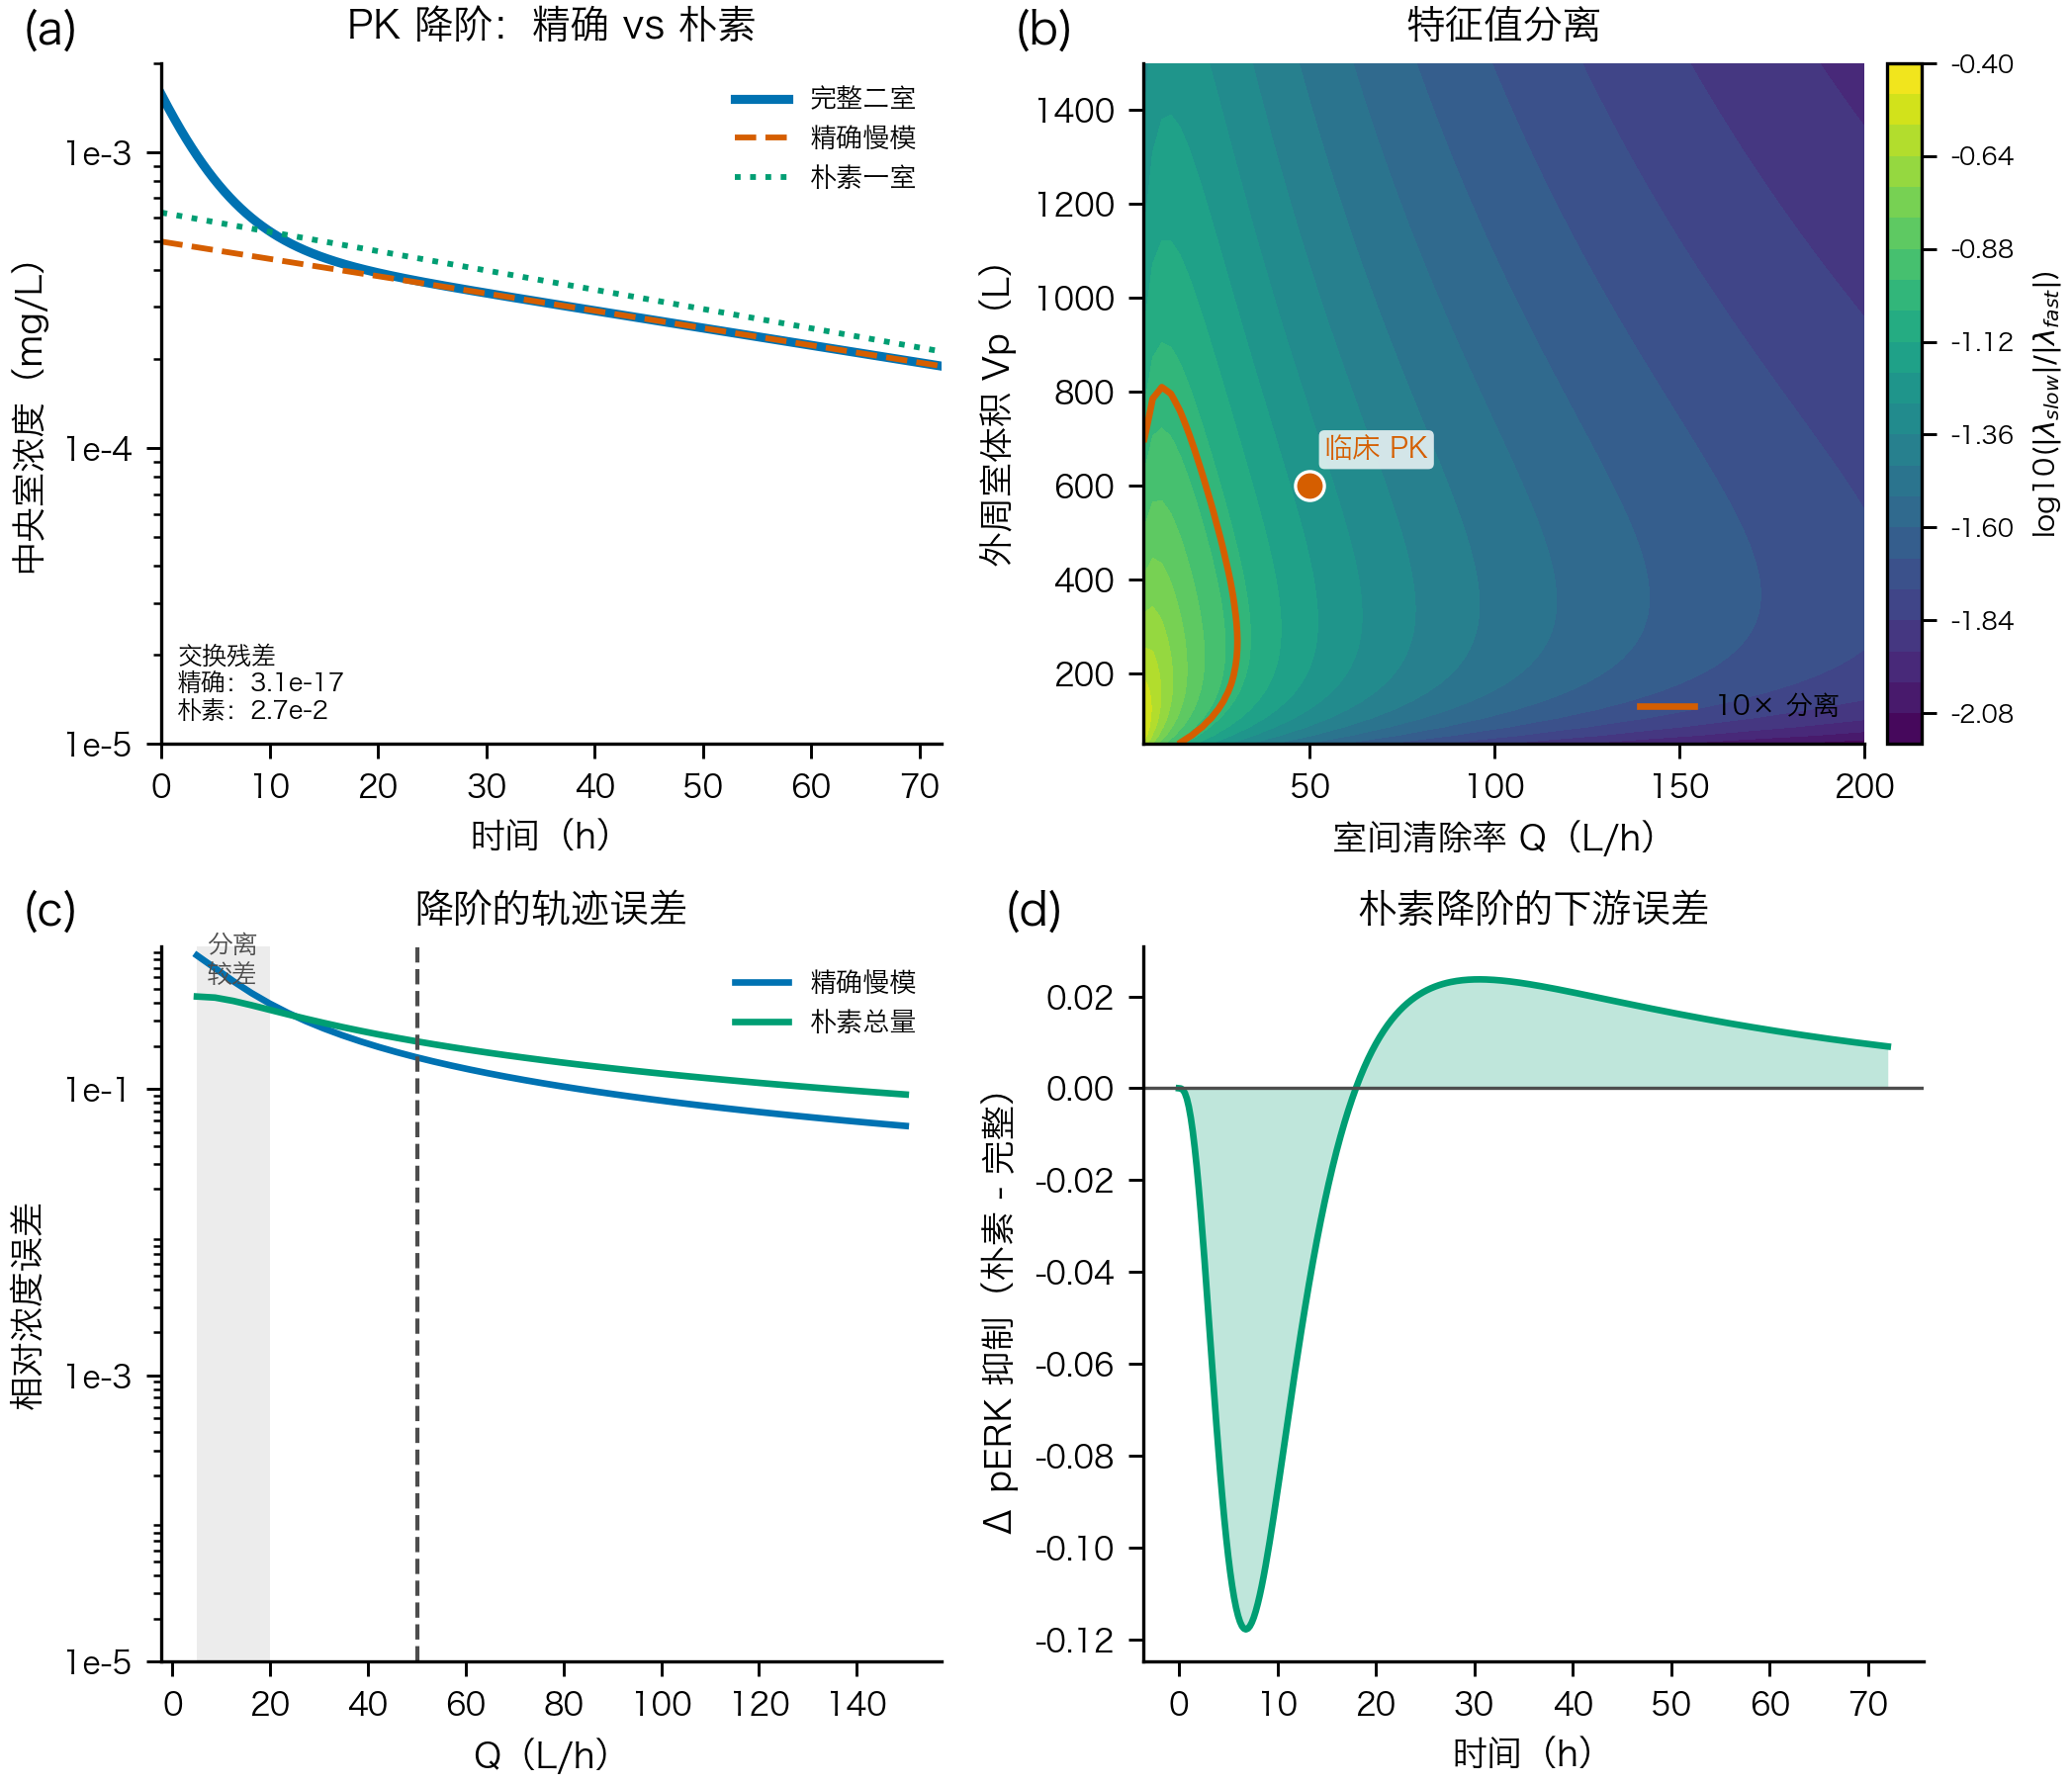 (a)
PK 降阶：精确 vs 朴素
完整二室
精确慢模
朴素一室
1e-3
1e-4
1e-5
中央室浓度（mg/L）
交换残差
精确：3.1e-17
朴素：2.7e-2
0 10 20 30 40 50 60 70
时间（h）
(b)
特征值分离
1400
1200
1000
800
600
400
200
外周室体积 Vp（L）
临床 PK
10× 分离
50 100 150 200
室间清除率 Q（L/h）
-0.40
-0.64
-0.88
-1.12
-1.36
-1.60
-1.84
-2.08
log10(|λslow|/|λfast|)
(c)
降阶的轨迹误差
分离
较差
精确慢模
朴素总量
1e-1
1e-3
1e-5
相对浓度误差
0 20 40 60 80 100 120 140
Q（L/h）
(d)
朴素降阶的下游误差
0.02
0.00
-0.02
-0.04
-0.06
-0.08
-0.10
-0.12
Δ pERK 抑制（朴素 - 完整）
0 10 20 30 40 50 60 70
时间（h）